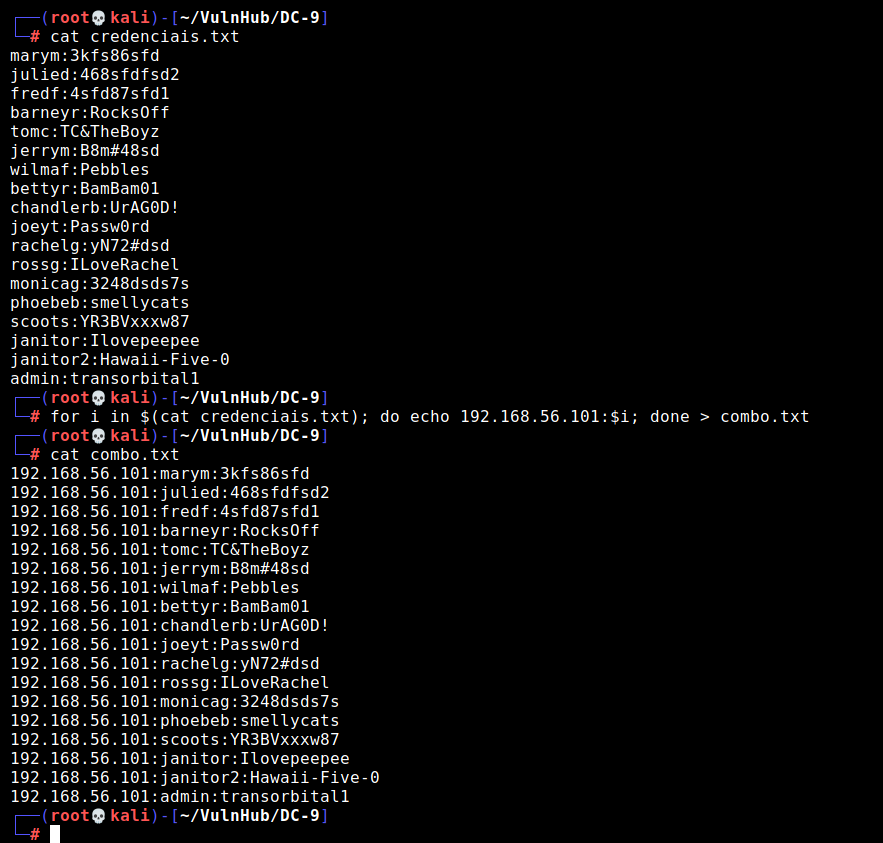 ┌──(root💀kali)-[~/VulnHub/DC-9]
└─# cat credenciais.txt
marym:3kfs86sfd
julied:468sfdfsd2
fredf:4sfd87sfd1
barneyr:RocksOff
tomc:TC&TheBoyz
jerrym:B8m#48sd
wilmaf:Pebbles
bettyr:BamBam01
chandlerb:UrAG0D!
joeyt:Passw0rd
rachelg:yN72#dsd
rossg:ILoveRachel
monicag:3248dsds7s
phoebeb:smellycats
scoots:YR3BVxxxw87
janitor:Ilovepeepee
janitor2:Hawaii-Five-0
admin:transorbital1
┌──(root💀kali)-[~/VulnHub/DC-9]
└─# for i in $(cat credenciais.txt); do echo 192.168.56.101:$i; done > combo.txt
┌──(root💀kali)-[~/VulnHub/DC-9]
└─# cat combo.txt
192.168.56.101:marym:3kfs86sfd
192.168.56.101:julied:468sfdfsd2
192.168.56.101:fredf:4sfd87sfd1
192.168.56.101:barneyr:RocksOff
192.168.56.101:tomc:TC&TheBoyz
192.168.56.101:jerrym:B8m#48sd
192.168.56.101:wilmaf:Pebbles
192.168.56.101:bettyr:BamBam01
192.168.56.101:chandlerb:UrAG0D!
192.168.56.101:joeyt:Passw0rd
192.168.56.101:rachelg:yN72#dsd
192.168.56.101:rossg:ILoveRachel
192.168.56.101:monicag:3248dsds7s
192.168.56.101:phoebeb:smellycats
192.168.56.101:scoots:YR3BVxxxw87
192.168.56.101:janitor:Ilovepeepee
192.168.56.101:janitor2:Hawaii-Five-0
192.168.56.101:admin:transorbital1
┌──(root💀kali)-[~/VulnHub/DC-9]
└─#